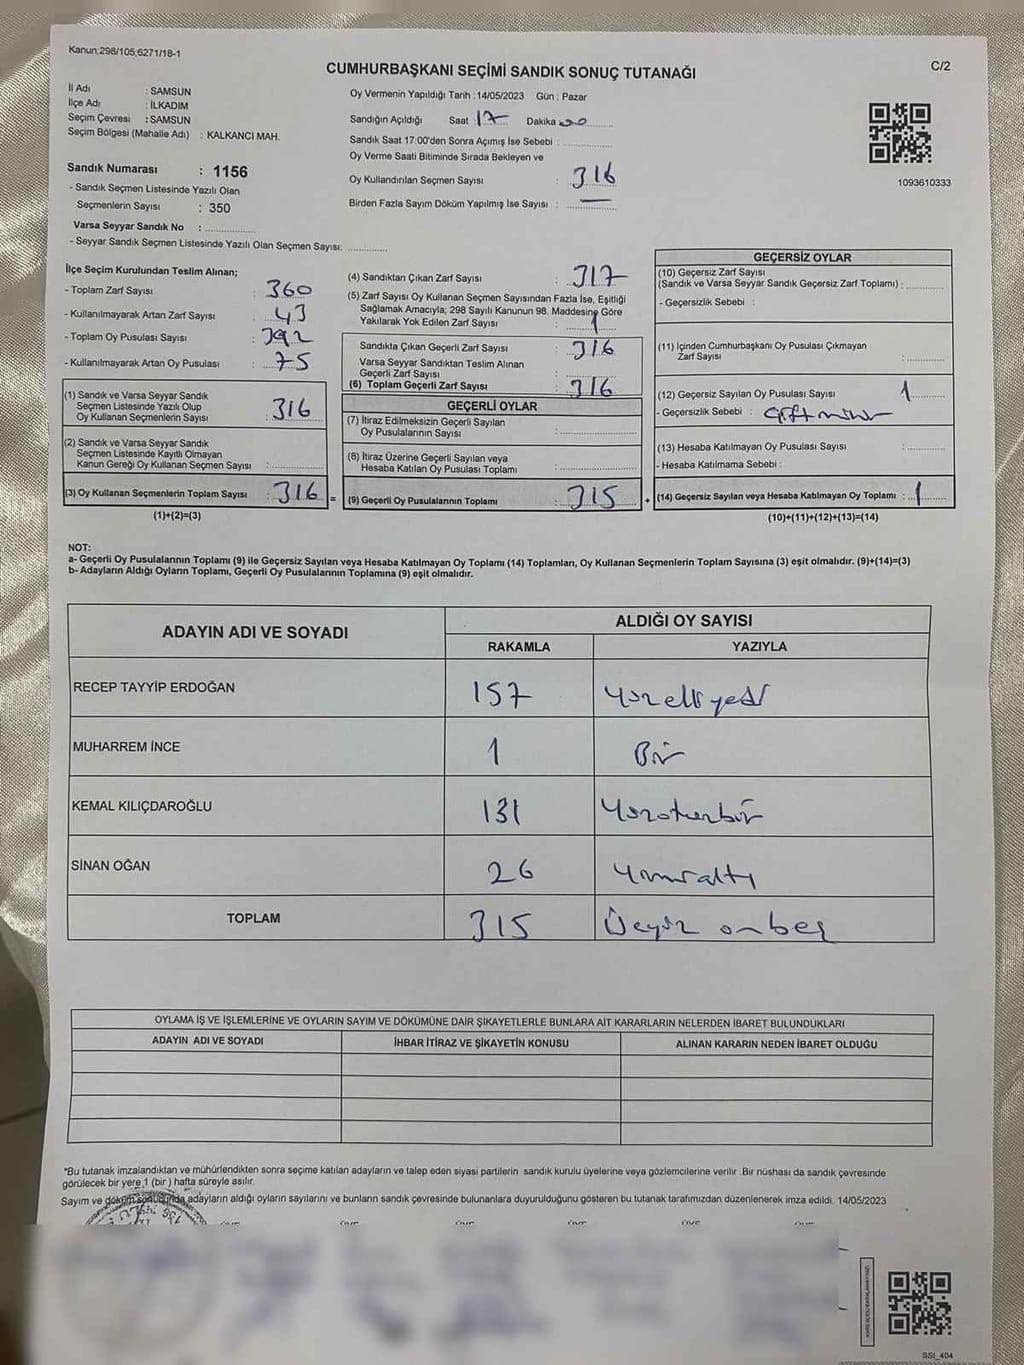 Kanun;298/105,6271/18-1
CUMHURBAŞKANI SEÇİMİ SANDIK SONUÇ TUTANAĞI
C/2
İl Adı : SAMSUN
İlçe Adı : İLKADIM
Seçim Çevresi : SAMSUN
Seçim Bölgesi (Mahalle Adı) : KALKANCI MAH.
Sandık Numarası : 1156
- Sandık Seçmen Listesinde Yazılı Olan
Seçmenlerin Sayısı : 350
Varsa Seyyar Sandık No :
- Seyyar Sandık Seçmen Listesinde Yazılı Olan Seçmen Sayısı:
Oy Vermenin Yapıldığı Tarih : 14/05/2023 Gün : Pazar
Sandığın Açıldığı Saat : 17 Dakika 00
Sandık Saat 17:00'den Sonra Açımış İse Sebebi :
Oy Verme Saati Bitiminde Sırada Bekleyen ve
Oy Kullandırılan Seçmen Sayısı : 316
Birden Fazla Sayım Döküm Yapılmış İse Sayısı : —
1093610333
İlçe Seçim Kurulundan Teslim Alınan;
- Toplam Zarf Sayısı : 360
- Kullanılmayarak Artan Zarf Sayısı : 43
- Toplam Oy Pusulası Sayısı : 392
- Kullanılmayarak Artan Oy Pusulası : 75
(1) Sandık ve Varsa Seyyar Sandık
Seçmen Listesinde Yazılı Olup
Oy Kullanan Seçmenlerin Sayısı : 316
(2) Sandık ve Varsa Seyyar Sandık
Seçmen Listesinde Kayıtlı Olmayan
Kanun Gereği Oy Kullanan Seçmen Sayısı :
(3) Oy Kullanan Seçmenlerin Toplam Sayısı : 316 =
(1)+(2)=(3)
(4) Sandıktan Çıkan Zarf Sayısı : 317
(5) Zarf Sayısı Oy Kullanan Seçmen Sayısından Fazla İse, Eşitliği
Sağlamak Amacıyla; 298 Sayılı Kanunun 98. Maddesine Göre
Yakılarak Yok Edilen Zarf Sayısı : 1
Sandıkta Çıkan Geçerli Zarf Sayısı : 316
Varsa Seyyar Sandıktan Teslim Alınan
Geçerli Zarf Sayısı :
(6) Toplam Geçerli Zarf Sayısı : 316
GEÇERLİ OYLAR
(7) İtiraz Edilmeksizin Geçerli Sayılan
Oy Pusulalarının Sayısı :
(8) İtiraz Üzerine Geçerli Sayılan veya
Hesaba Katılan Oy Pusulası Toplamı :
(9) Geçerli Oy Pusulalarının Toplamı : 315 +
GEÇERSİZ OYLAR
(10) Geçersiz Zarf Sayısı
(Sandık ve Varsa Seyyar Sandık Geçersiz Zarf Toplamı) :
- Geçersizlik Sebebi :
(11) İçinden Cumhurbaşkanı Oy Pusulası Çıkmayan
Zarf Sayısı :
(12) Geçersiz Sayılan Oy Pusulası Sayısı : 1
- Geçersizlik Sebebi : Çift mühür
(13) Hesaba Katılmayan Oy Pusulası Sayısı :
- Hesaba Katılmama Sebebi :
(14) Geçersiz Sayılan veya Hesaba Katılmayan Oy Toplamı : 1
(10)+(11)+(12)+(13)=(14)
NOT:
a- Geçerli Oy Pusulalarının Toplamı (9) ile Geçersiz Sayılan veya Hesaba Katılmayan Oy Toplamı (14) Toplamları, Oy Kullanan Seçmenlerin Toplam Sayısına (3) eşit olmalıdır. (9)+(14)=(3)
b- Adayların Aldığı Oyların Toplamı, Geçerli Oy Pusulalarının Toplamına (9) eşit olmalıdır.
ADAYIN ADI VE SOYADI
ALDIĞI OY SAYISI
RAKAMLA YAZIYLA
RECEP TAYYİP ERDOĞAN 157 Yüzelliyedi
MUHARREM İNCE 1 Bir
KEMAL KILIÇDAROĞLU 131 Yüzotuzbir
SİNAN OĞAN 26 Yirmialtı
TOPLAM 315 Üçyüz onbeş
OYLAMA İŞ VE İŞLEMLERİNE VE OYLARIN SAYIM VE DÖKÜMÜNE DAİR ŞİKAYETLERLE BUNLARA AİT KARARLARIN NELERDEN İBARET BULUNDUKLARI
ADAYIN ADI VE SOYADI İHBAR İTİRAZ VE ŞİKAYETİN KONUSU ALINAN KARARIN NEDEN İBARET OLDUĞU
*Bu tutanak imzalandıktan ve mühürlendikten sonra seçime katılan adayların ve talep eden siyasi partilerin sandık kurulu üyelerine veya gözlemcilerine verilir .Bir nüshası da sandık çevresinde
görülecek bir yere 1 (bir ) hafta süreyle asılır.
Sayım ve döküm sonucunda adayların aldığı oyların sayılarını ve bunların sandık çevresinde bulunanlara duyurulduğunu gösteren bu tutanak tarafımızdan düzenlenerek imza edildi. 14/05/2023
SSI_404